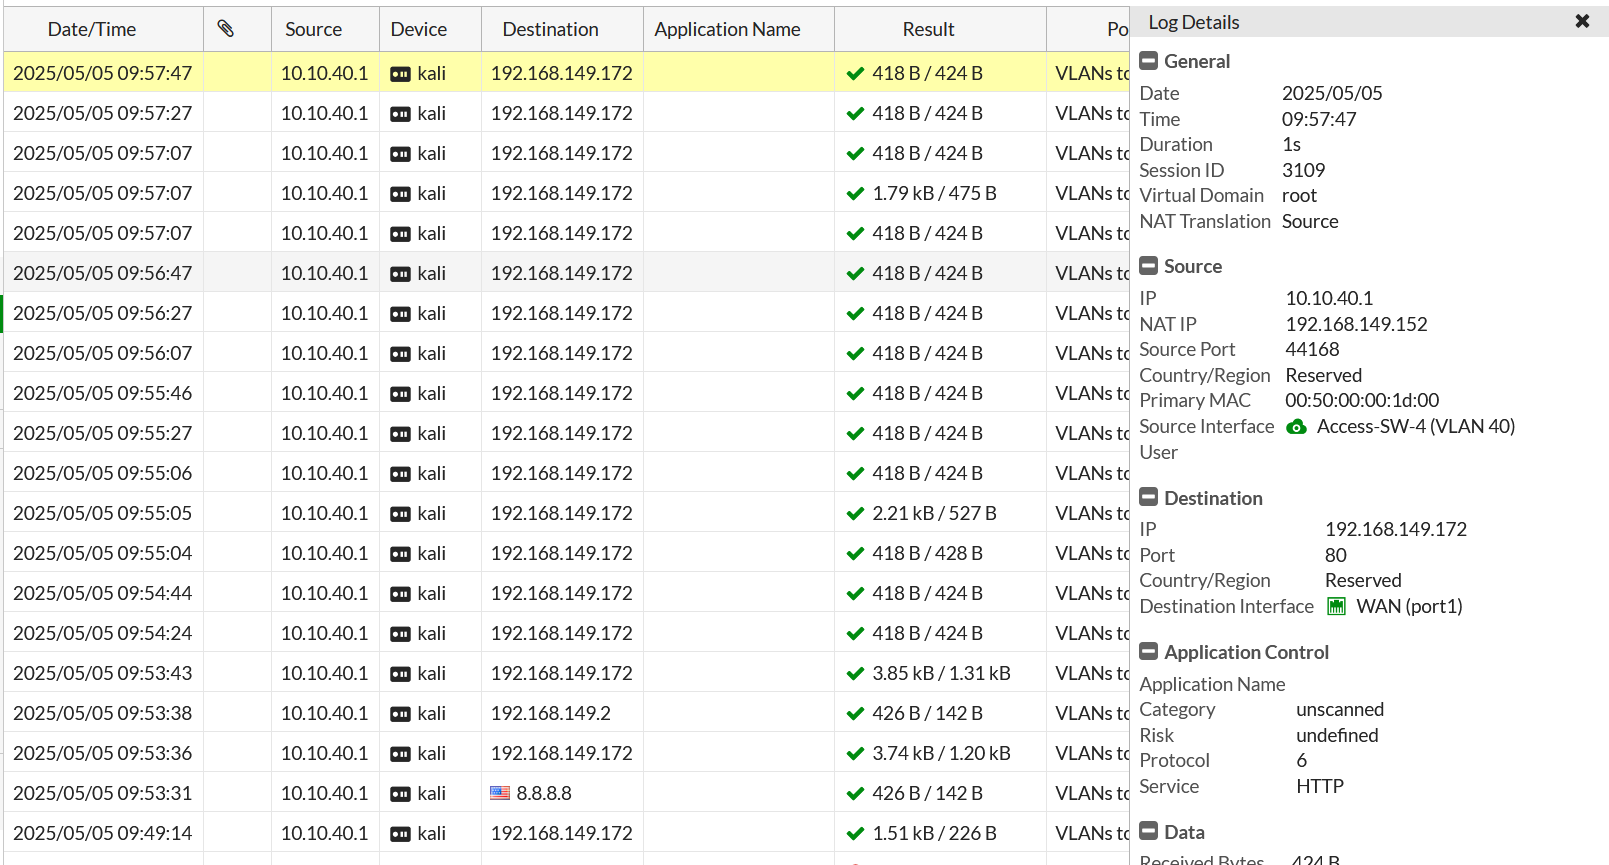 Date/Time Source Device Destination Application Name Result Po
2025/05/05 09:57:47 10.10.40.1 kali 192.168.149.172 418 B / 424 B VLANs to
2025/05/05 09:57:27 10.10.40.1 kali 192.168.149.172 418 B / 424 B VLANs to
2025/05/05 09:57:07 10.10.40.1 kali 192.168.149.172 418 B / 424 B VLANs to
2025/05/05 09:57:07 10.10.40.1 kali 192.168.149.172 1.79 kB / 475 B VLANs to
2025/05/05 09:57:07 10.10.40.1 kali 192.168.149.172 418 B / 424 B VLANs to
2025/05/05 09:56:47 10.10.40.1 kali 192.168.149.172 418 B / 424 B VLANs to
2025/05/05 09:56:27 10.10.40.1 kali 192.168.149.172 418 B / 424 B VLANs to
2025/05/05 09:56:07 10.10.40.1 kali 192.168.149.172 418 B / 424 B VLANs to
2025/05/05 09:55:46 10.10.40.1 kali 192.168.149.172 418 B / 424 B VLANs to
2025/05/05 09:55:27 10.10.40.1 kali 192.168.149.172 418 B / 424 B VLANs to
2025/05/05 09:55:06 10.10.40.1 kali 192.168.149.172 418 B / 424 B VLANs to
2025/05/05 09:55:05 10.10.40.1 kali 192.168.149.172 2.21 kB / 527 B VLANs to
2025/05/05 09:55:04 10.10.40.1 kali 192.168.149.172 418 B / 428 B VLANs to
2025/05/05 09:54:44 10.10.40.1 kali 192.168.149.172 418 B / 424 B VLANs to
2025/05/05 09:54:24 10.10.40.1 kali 192.168.149.172 418 B / 424 B VLANs to
2025/05/05 09:53:43 10.10.40.1 kali 192.168.149.172 3.85 kB / 1.31 kB VLANs to
2025/05/05 09:53:38 10.10.40.1 kali 192.168.149.2 426 B / 142 B VLANs to
2025/05/05 09:53:36 10.10.40.1 kali 192.168.149.172 3.74 kB / 1.20 kB VLANs to
2025/05/05 09:53:31 10.10.40.1 kali 8.8.8.8 426 B / 142 B VLANs to
2025/05/05 09:49:14 10.10.40.1 kali 192.168.149.172 1.51 kB / 226 B VLANs to
Log Details
General
Date 2025/05/05
Time 09:57:47
Duration 1s
Session ID 3109
Virtual Domain root
NAT Translation Source
Source
IP 10.10.40.1
NAT IP 192.168.149.152
Source Port 44168
Country/Region Reserved
Primary MAC 00:50:00:00:1d:00
Source Interface Access-SW-4 (VLAN 40)
User
Destination
IP 192.168.149.172
Port 80
Country/Region Reserved
Destination Interface WAN (port1)
Application Control
Application Name
Category unscanned
Risk undefined
Protocol 6
Service HTTP
Data
Received Bytes 424 B